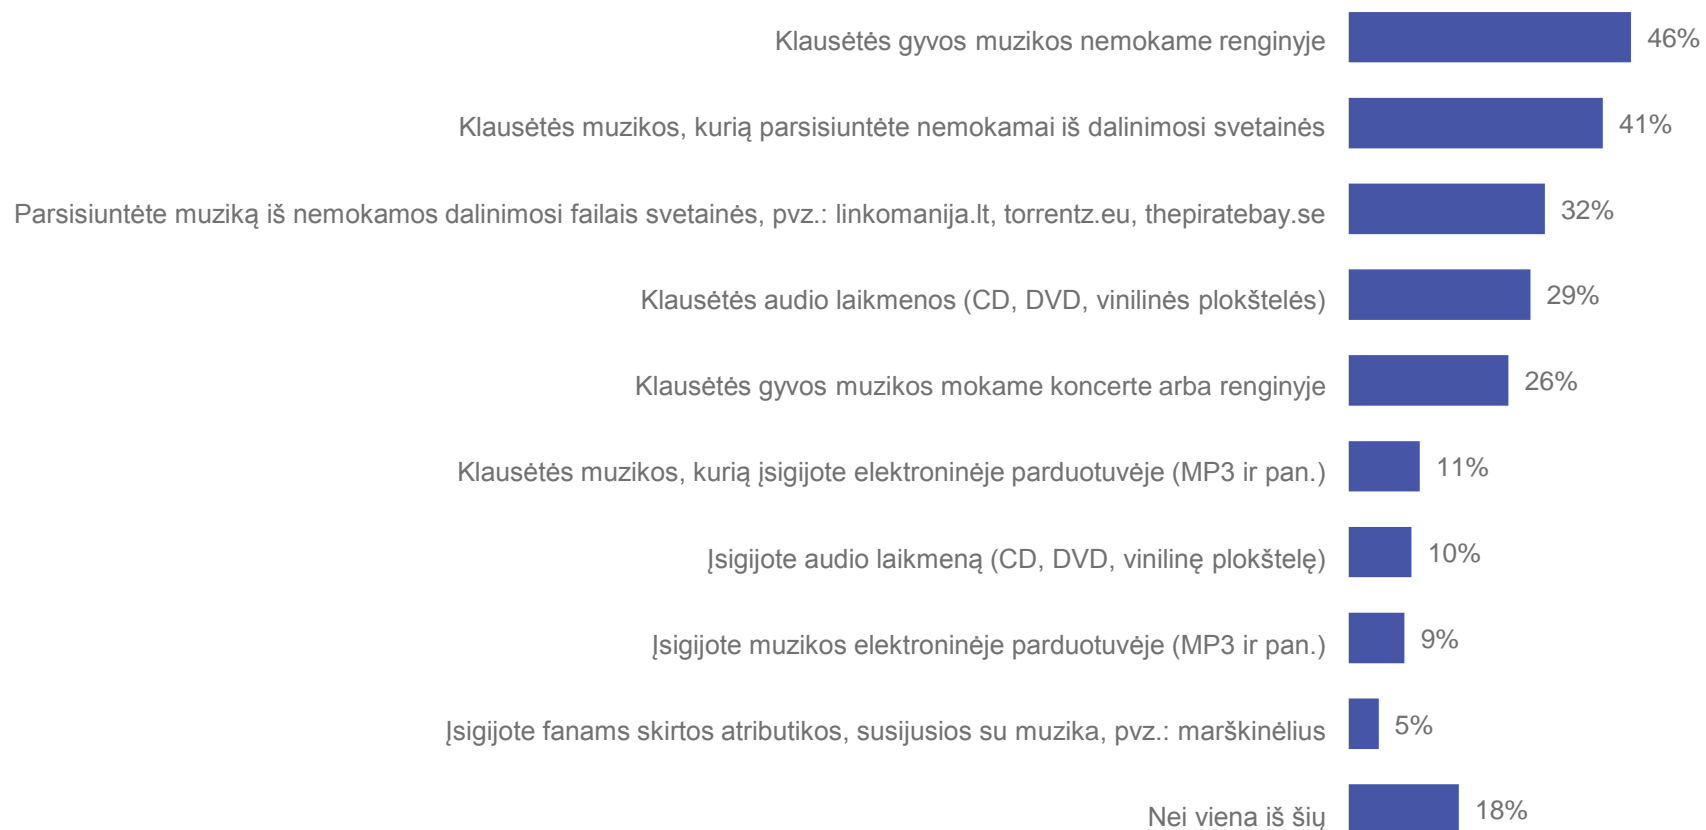 Klausėtės gyvos muzikos nemokame renginyje 46%
Klausėtės muzikos, kurią parsisiuntėte nemokamai iš dalinimosi svetainės 41%
Parsisiuntėte muziką iš nemokamos dalinimosi failais svetainės, pvz.: linkomanija.lt, torrentz.eu, thepiratebay.se 32%
Klausėtės audio laikmenos (CD, DVD, vinilinės plokštelės) 29%
Klausėtės gyvos muzikos mokame koncerte arba renginyje 26%
Klausėtės muzikos, kurią įsigijote elektroninėje parduotuvėje (MP3 ir pan.) 11%
Įsigijote audio laikmeną (CD, DVD, vinilinę plokštelę) 10%
Įsigijote muzikos elektroninėje parduotuvėje (MP3 ir pan.) 9%
Įsigijote fanams skirtos atributikos, susijusios su muzika, pvz.: marškinėlius 5%
Nei viena iš šių 18%